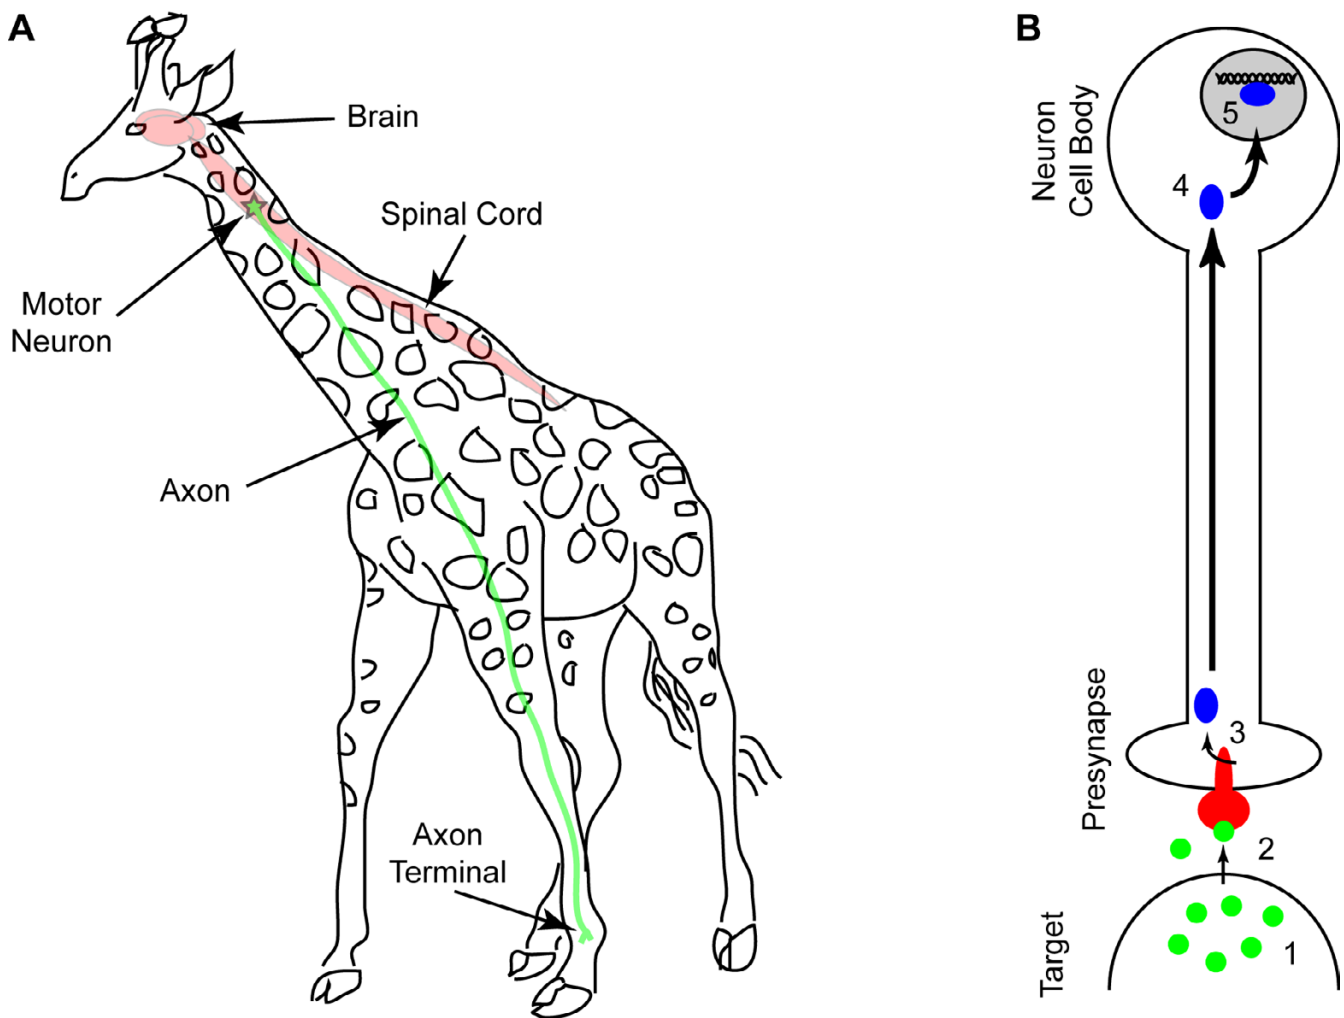 A
Brain
Spinal Cord
Motor
Neuron
Axon
Axon
Terminal
B
Neuron
Cell Body
5
4
Presynapse
3
2
Target
1